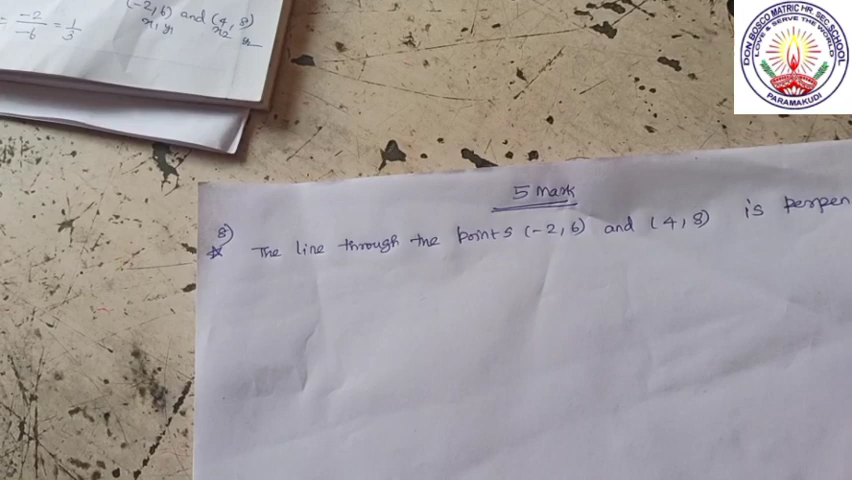 = -2/-6 = 1/3
(-2,6) and (4,8)
x1, y1 x2
5 Mark
8)
The line through the points (-2,6) and (4,8) is perpen
DON BOSCO MATRIC HR. SEC SCHOOL
LOVE & SERVE THE WORLD
PARAMAKUDI